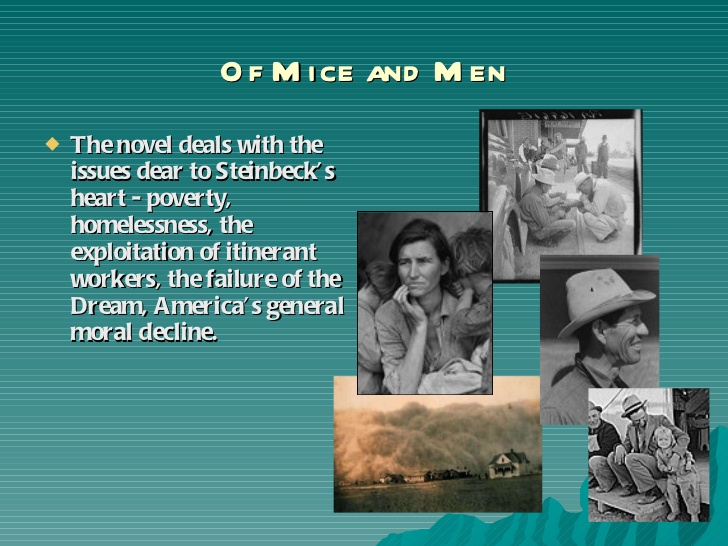 Of Mice and Men
The novel deals with the
issues dear to Steinbeck's
heart - poverty,
homelessness, the
exploitation of itinerant
workers, the failure of the
Dream, America's general
moral decline.